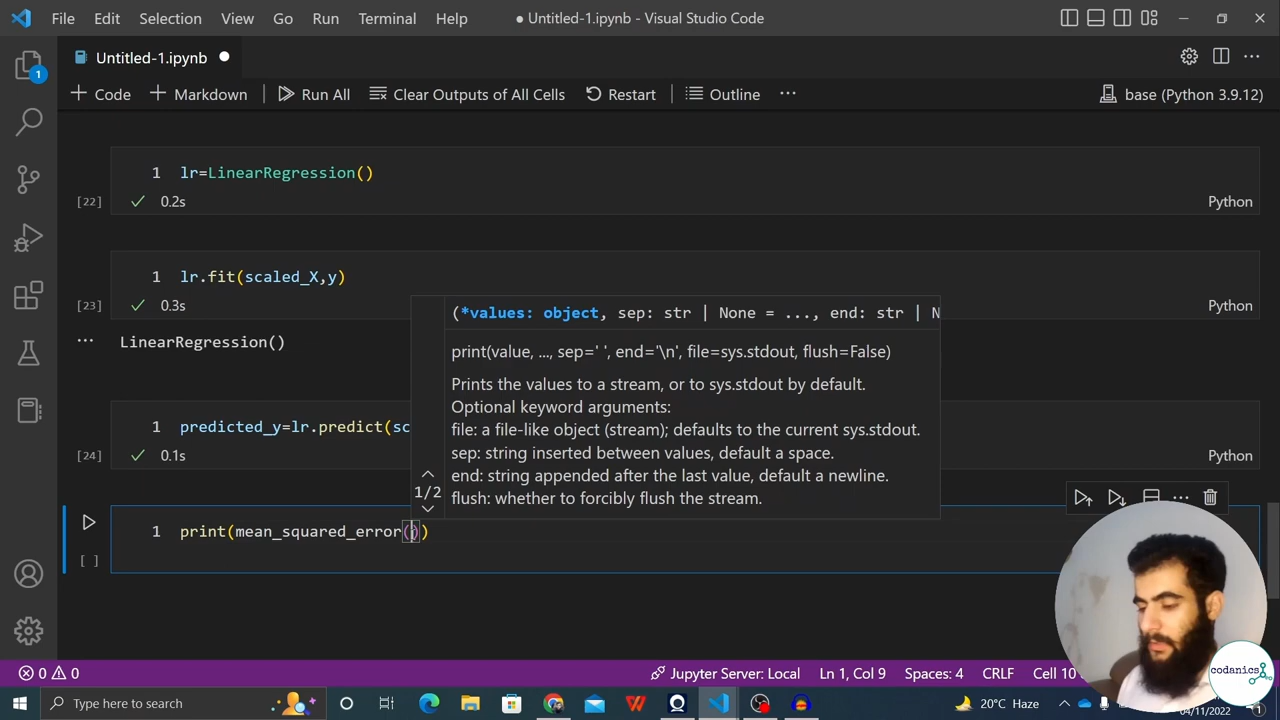 File Edit Selection View Go Run Terminal Help
● Untitled-1.ipynb - Visual Studio Code
1
Untitled-1.ipynb ●
+ Code + Markdown Run All Clear Outputs of All Cells Restart Outline ···
base (Python 3.9.12)
1 lr=LinearRegression()
[22] ✓ 0.2s Python
1 lr.fit(scaled_X,y)
[23] ✓ 0.3s Python
··· LinearRegression()
(*values: object, sep: str | None = ..., end: str | N
print(value, ..., sep=' ', end='\n', file=sys.stdout, flush=False)
Prints the values to a stream, or to sys.stdout by default.
Optional keyword arguments:
file: a file-like object (stream); defaults to the current sys.stdout.
sep: string inserted between values, default a space.
end: string appended after the last value, default a newline.
flush: whether to forcibly flush the stream.
1/2
1 predicted_y=lr.predict(sc
[24] ✓ 0.1s Python
1 print(mean_squared_error())
[ ]
codanics
0 0 Jupyter Server: Local Ln 1, Col 9 Spaces: 4 CRLF Cell 10
Type here to search
20°C Haze
04/11/2022
1